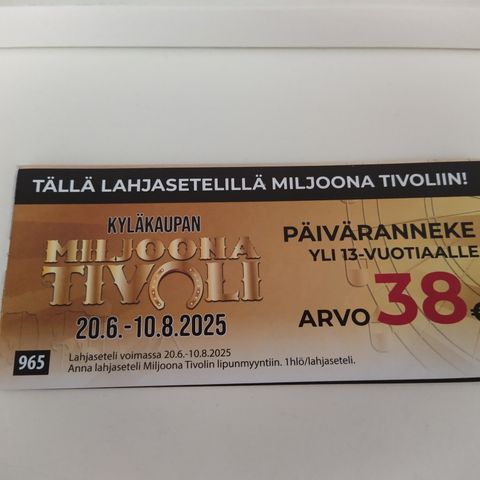 TÄLLÄ LAHJASETELILLÄ MILJOONA TIVOLIIN!
KYLÄKAUPAN
MILJOONA
TIVOLI
20.6.-10.8.2025
PÄIVÄRANNEKE
YLI 13-VUOTIAALLE
ARVO 38€
965
Lahjaseteli voimassa 20.6.-10.8.2025
Anna lahjaseteli Miljoona Tivolin lipunmyyntiin. 1hlö/lahjaseteli.